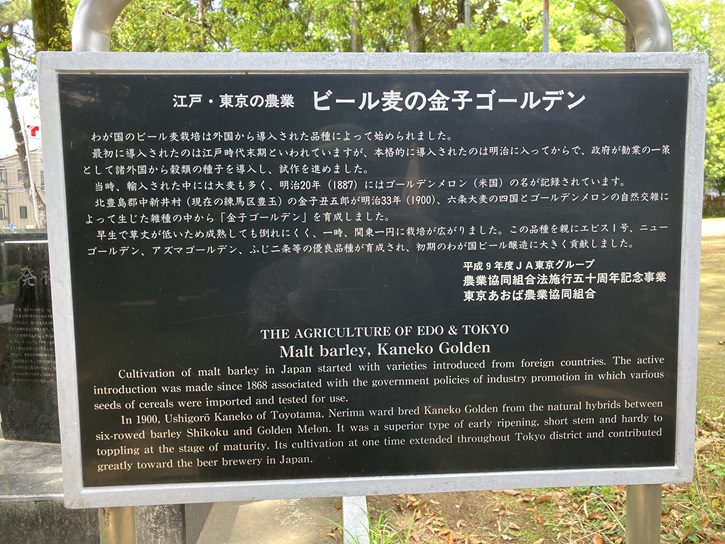 江戸・東京の農業 ビール麦の金子ゴールデン
わが国のビール麦栽培は外国から導入された品種によって始められました。
最初に導入されたのは江戸時代末期といわれていますが、本格的に導入されたのは明治に入ってからで、政府が勧業の一策
として諸外国から穀類の種子を導入し、試作を進めました。
当時、輸入された中には大麦も多く、明治20年（1887）にはゴールデンメロン（米国）の名が記録されています。
北豊島郡中新井村（現在の練馬区豊玉）の金子丑五郎が明治33年（1900）、六条大麦の四国とゴールデンメロンの自然交雑に
よって生じた雑種の中から「金子ゴールデン」を育成しました。
早生で草丈が低いため成熟しても倒れにくく、一時、関東一円に栽培が広がりました。この品種を親にエビス1号、ニュー
ゴールデン、アズマゴールデン、ふじ二条等の優良品種が育成され、初期のわが国ビール醸造に大きく貢献しました。
平成9年度JA東京グループ
農業協同組合法施行五十周年記念事業
東京あおば農業協同組合
THE AGRICULTURE OF EDO & TOKYO
Malt barley, Kaneko Golden
Cultivation of malt barley in Japan started with varieties introduced from foreign countries. The active
introduction was made since 1868 associated with the government policies of industry promotion in which various
seeds of cereals were imported and tested for use.
In 1900, Ushigorō Kaneko of Toyotama, Nerima ward bred Kaneko Golden from the natural hybrids between
six-rowed barley Shikoku and Golden Melon. It was a superior type of early ripening, short stem and hardy to
toppling at the stage of maturity. Its cultivation at one time extended throughout Tokyo district and contributed
greatly toward the beer brewery in Japan.
発